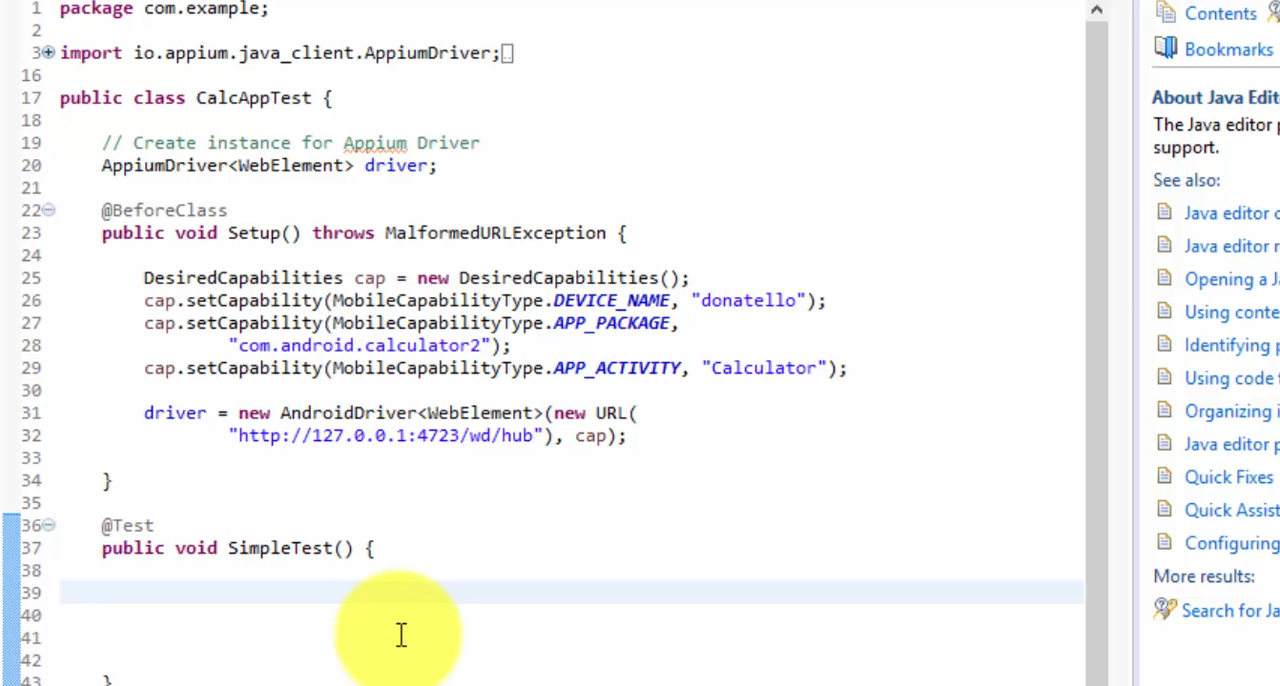 1 package com.example;
2
3 import io.appium.java_client.AppiumDriver;
16
17 public class CalcAppTest {
18
19 // Create instance for Appium Driver
20 AppiumDriver<WebElement> driver;
21
22 @BeforeClass
23 public void Setup() throws MalformedURLException {
24
25 DesiredCapabilities cap = new DesiredCapabilities();
26 cap.setCapability(MobileCapabilityType.DEVICE_NAME, "donatello");
27 cap.setCapability(MobileCapabilityType.APP_PACKAGE,
28 "com.android.calculator2");
29 cap.setCapability(MobileCapabilityType.APP_ACTIVITY, "Calculator");
30
31 driver = new AndroidDriver<WebElement>(new URL(
32 "http://127.0.0.1:4723/wd/hub"), cap);
33
34 }
35
36 @Test
37 public void SimpleTest() {
38
39
40
41
42
43 }
Contents
Bookmarks
About Java Edit
The Java editor p
support.
See also:
Java editor c
Java editor r
Opening a Ja
Using conte
Identifying p
Using code f
Organizing i
Java editor p
Quick Fixes
Quick Assist
Configuring
More results:
Search for Ja